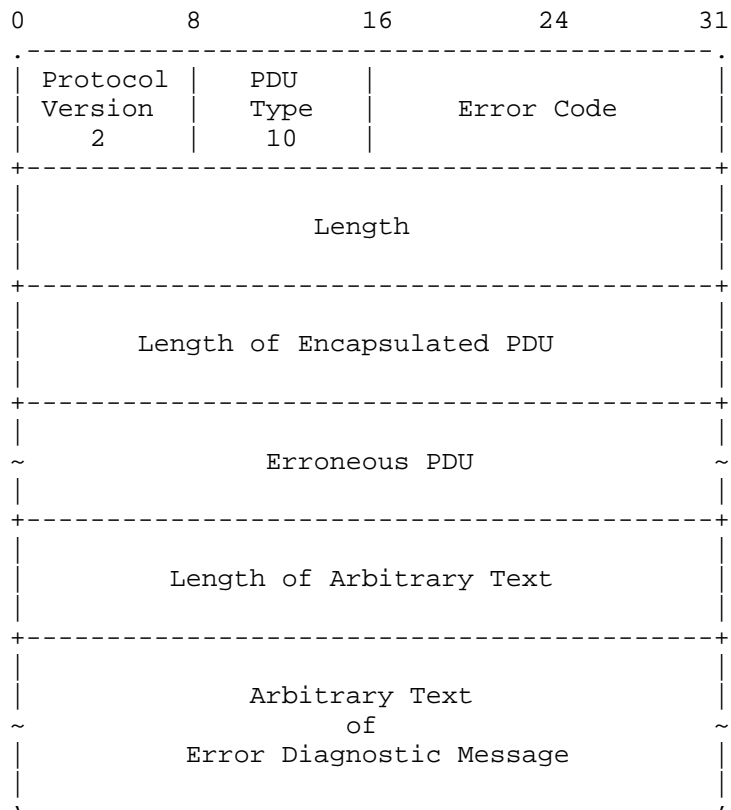 0          8           16          24         31
.-------------------------------------------.
| Protocol |   PDU    |                     |
| Version  |   Type   |     Error Code      |
|    2     |    10    |                     |
+-------------------------------------------+
|                                           |
|                  Length                   |
|                                           |
+-------------------------------------------+
|                                           |
|       Length of Encapsulated PDU          |
|                                           |
+-------------------------------------------+
|                                           |
~               Erroneous PDU               ~
|                                           |
+-------------------------------------------+
|                                           |
|         Length of Arbitrary Text          |
|                                           |
+-------------------------------------------+
|                                           |
|              Arbitrary Text               |
~                    of                     ~
|          Error Diagnostic Message         |
|                                           |